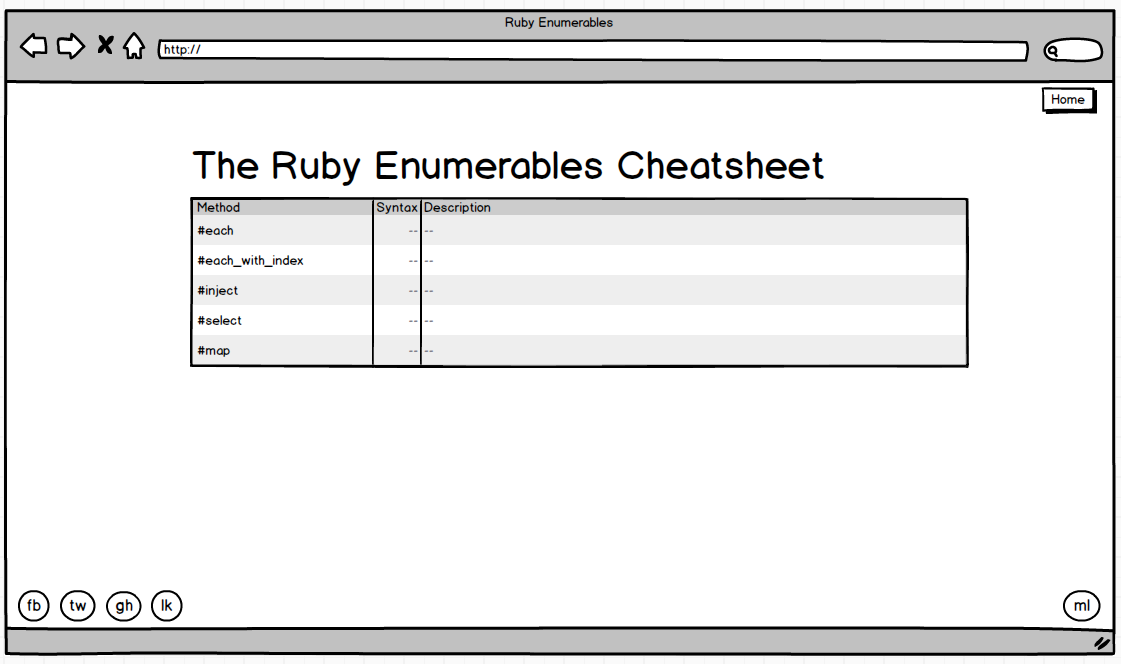 Ruby Enumerables
http://
Home
The Ruby Enumerables Cheatsheet
Method Syntax Description
#each -- --
#each_with_index -- --
#inject -- --
#select -- --
#map -- --
fb tw gh lk ml